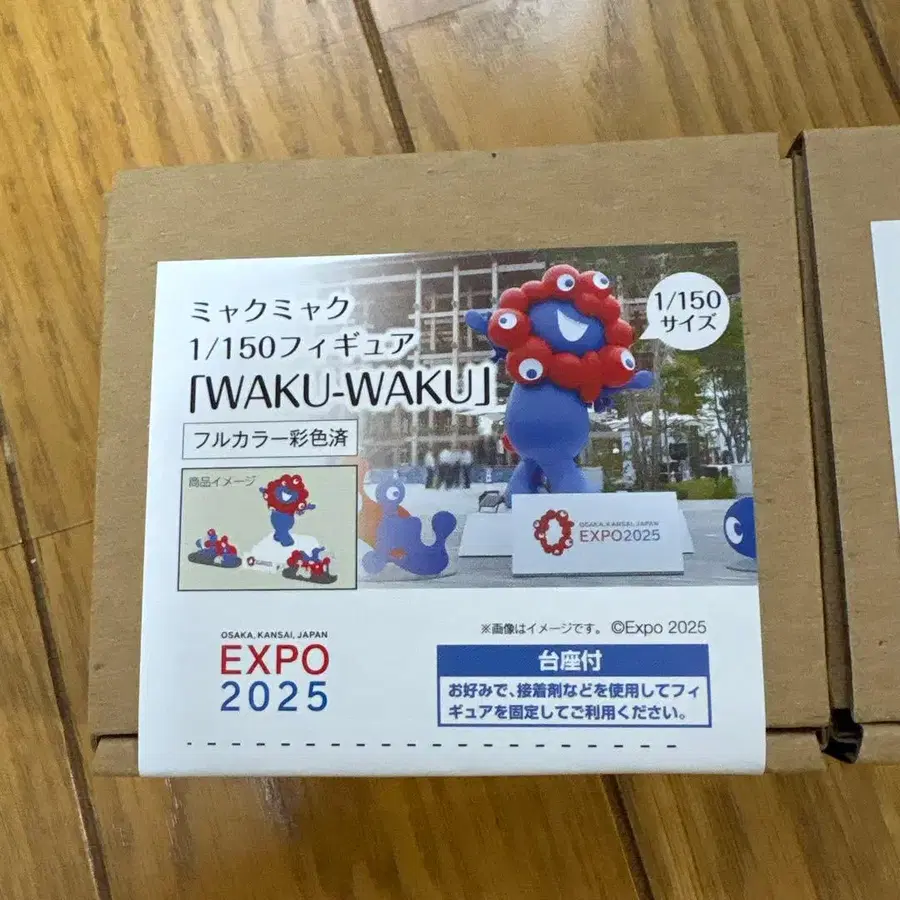 ミャクミャク
1/150フィギュア
「WAKU-WAKU」
フルカラー彩色済
1/150
サイズ
商品イメージ
OSAKA, KANSAI, JAPAN
EXPO2025
※画像はイメージです。 ©Expo 2025
OSAKA, KANSAI, JAPAN
EXPO
2025
台座付
お好みで、接着剤などを使用してフィ
ギュアを固定してご利用ください。